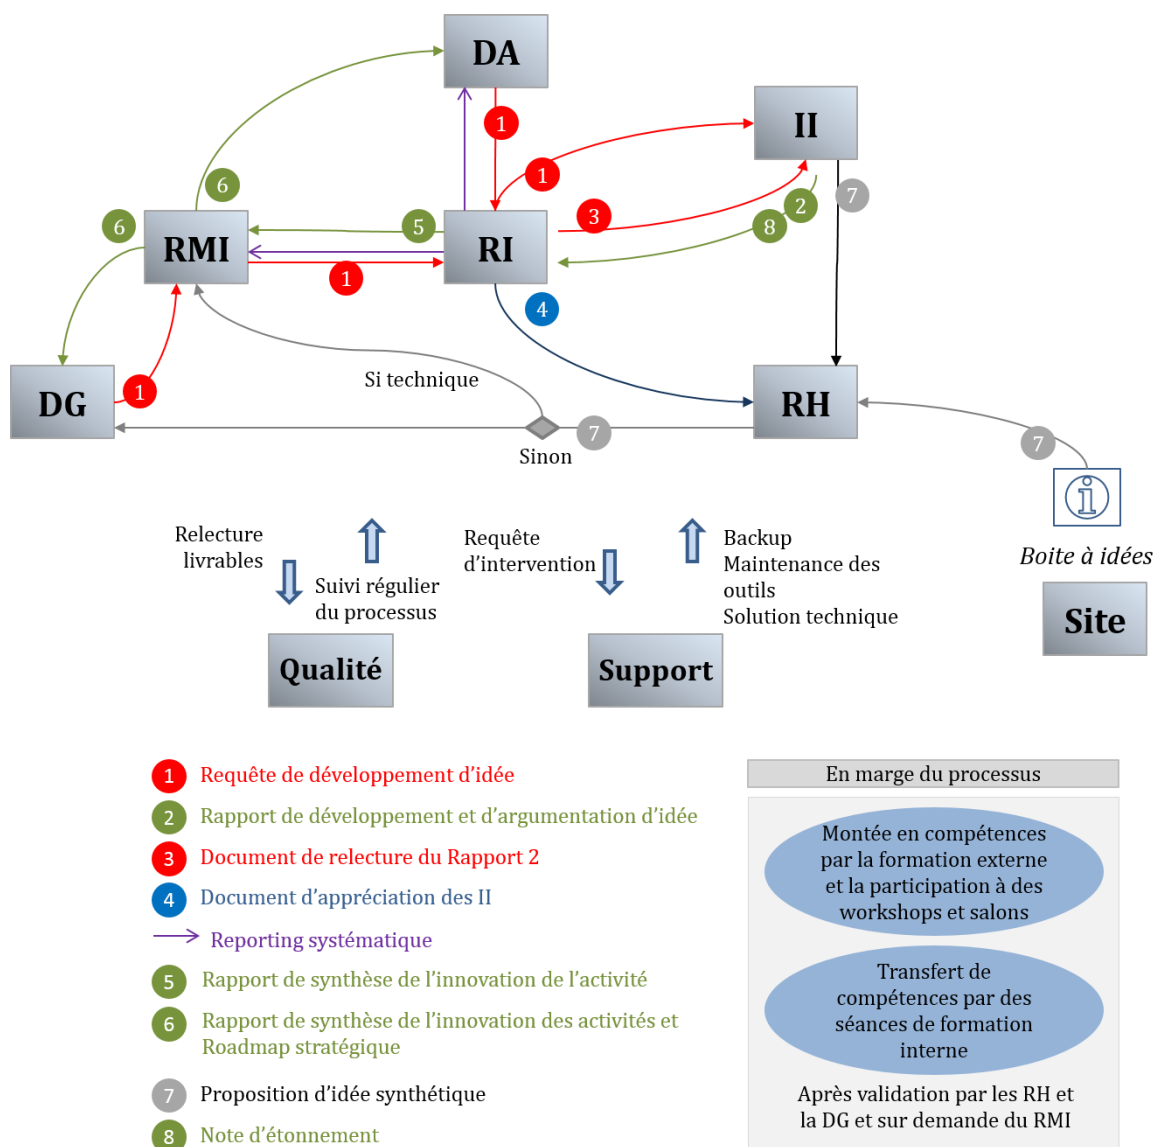 DA
1
II
6
1
7
3
2
8
6
5
RMI
RI
1
4
Si technique
DG
1
RH
7
Sinon
7
Boite à idées
Site
Relecture
livrables
Suivi régulier
du processus
Requête
d'intervention
Backup
Maintenance des
outils
Solution technique
Qualité
Support
1 Requête de développement d'idée
2 Rapport de développement et d'argumentation d'idée
3 Document de relecture du Rapport 2
4 Document d'appréciation des II
Reporting systématique
5 Rapport de synthèse de l'innovation de l'activité
6 Rapport de synthèse de l'innovation des activités et
Roadmap stratégique
7 Proposition d'idée synthétique
8 Note d'étonnement
En marge du processus
Montée en compétences
par la formation externe
et la participation à des
workshops et salons
Transfert de
compétences par des
séances de formation
interne
Après validation par les RH et
la DG et sur demande du RMI